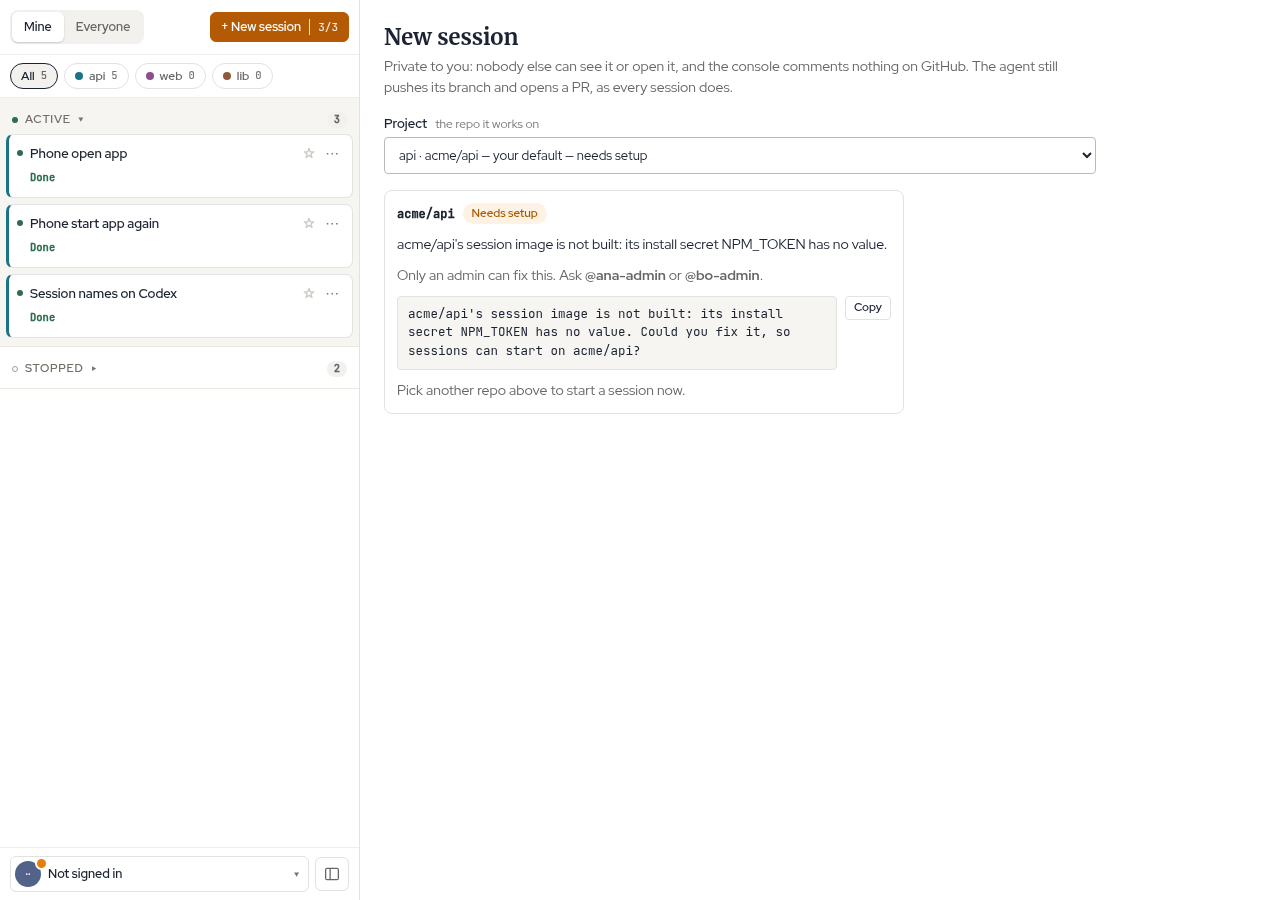 Mine
Everyone
+ New session
3/3
All 5
api 5
web 0
lib 0
ACTIVE
3
Phone open app
Done
Phone start app again
Done
Session names on Codex
Done
STOPPED
2
Not signed in
New session
Private to you: nobody else can see it or open it, and the console comments nothing on GitHub. The agent still
pushes its branch and opens a PR, as every session does.
Project the repo it works on
api · acme/api — your default — needs setup
acme/api Needs setup
acme/api's session image is not built: its install secret NPM_TOKEN has no value.
Only an admin can fix this. Ask @ana-admin or @bo-admin.
acme/api's session image is not built: its install
secret NPM_TOKEN has no value. Could you fix it, so
sessions can start on acme/api?
Copy
Pick another repo above to start a session now.